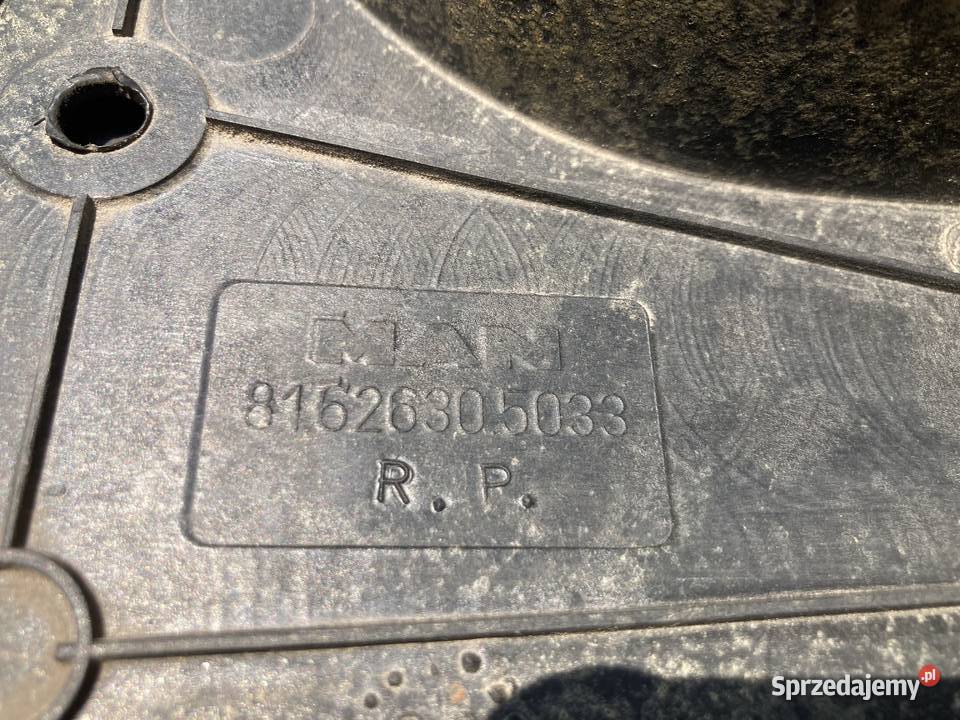 MAN
81.62630.5033
R. P.
Sprzedajemy.pl